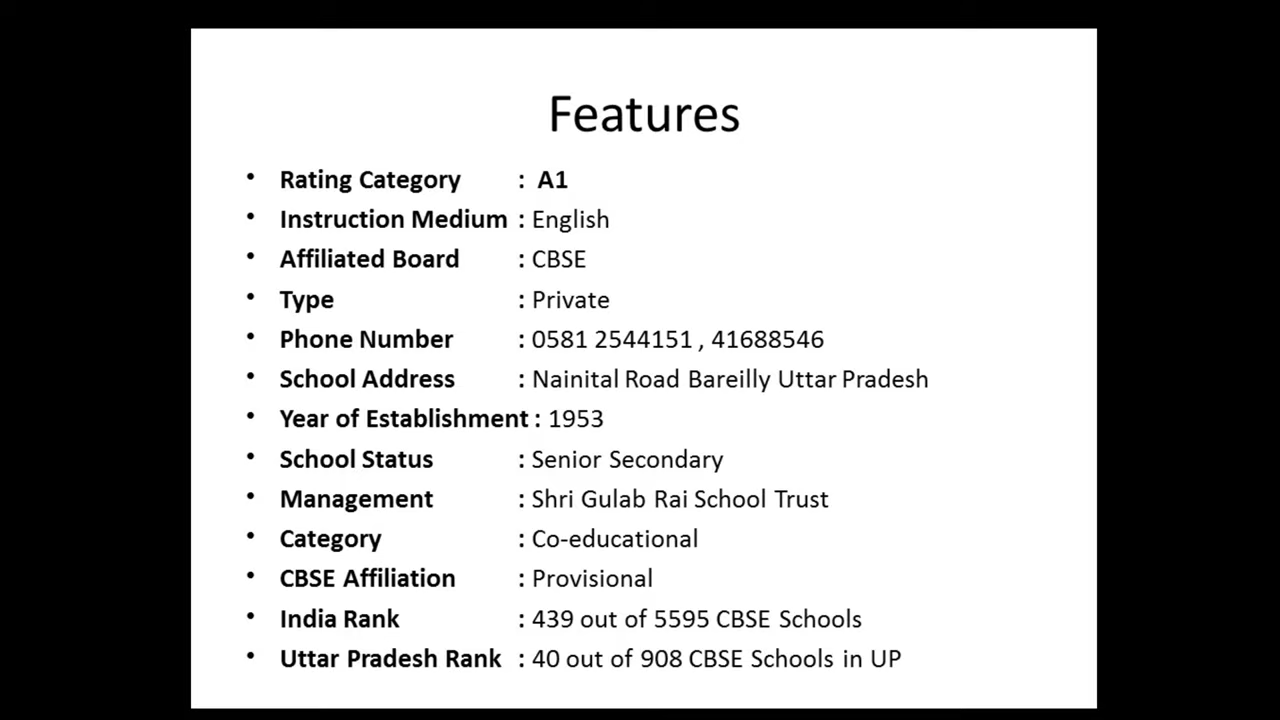 Features
• Rating Category : A1
• Instruction Medium : English
• Affiliated Board : CBSE
• Type : Private
• Phone Number : 0581 2544151 , 41688546
• School Address : Nainital Road Bareilly Uttar Pradesh
• Year of Establishment : 1953
• School Status : Senior Secondary
• Management : Shri Gulab Rai School Trust
• Category : Co-educational
• CBSE Affiliation : Provisional
• India Rank : 439 out of 5595 CBSE Schools
• Uttar Pradesh Rank : 40 out of 908 CBSE Schools in UP